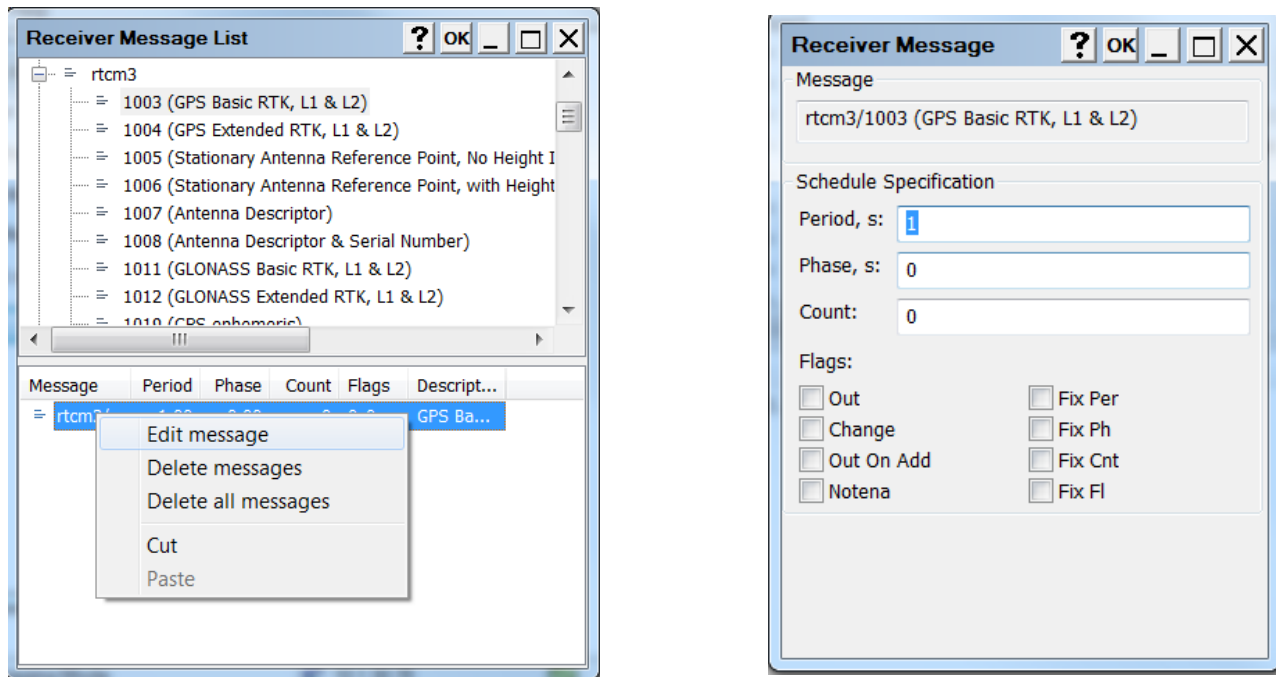 Receiver Message List ? OK
rtcm3
1003 (GPS Basic RTK, L1 & L2)
1004 (GPS Extended RTK, L1 & L2)
1005 (Stationary Antenna Reference Point, No Height I
1006 (Stationary Antenna Reference Point, with Height
1007 (Antenna Descriptor)
1008 (Antenna Descriptor & Serial Number)
1011 (GLONASS Basic RTK, L1 & L2)
1012 (GLONASS Extended RTK, L1 & L2)
1019 (GPS ephemeris)
Message Period Phase Count Flags Descript...
GPS Ba...
Edit message
Delete messages
Delete all messages
Cut
Paste
Receiver Message ? OK
Message
rtcm3/1003 (GPS Basic RTK, L1 & L2)
Schedule Specification
Period, s: 1
Phase, s: 0
Count: 0
Flags:
Out Fix Per
Change Fix Ph
Out On Add Fix Cnt
Notena Fix Fl